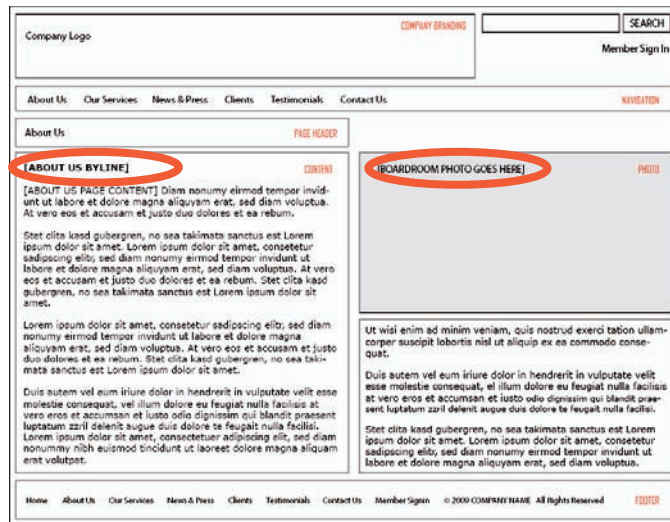 Company Logo
COMPANY BRANDING
SEARCH
Member Sign In
About Us Our Services News & Press Clients Testimonials Contact Us
NAVIGATION
About Us
PAGE HEADER
[ABOUT US BYLINE]
CONTENT
[ABOUT US PAGE CONTENT] Diam nonumy eirmod tempor invid-
unt ut labore et dolore magna aliquyam erat, sed diam voluptua.
At vero eos et accusam et justo duo dolores et ea rebum.
Stet clita kasd gubergren, no sea takimata sanctus est Lorem
ipsum dolor sit amet. Lorem ipsum dolor sit amet, consetetur
sadipscing elitr, sed diam nonumy eirmod tempor invidunt ut
labore et dolore magna aliquyam erat, sed diam voluptua. At vero
eos et accusam et justo duo dolores et ea rebum. Stet clita kasd
gubergren, no sea takimata sanctus est Lorem ipsum dolor sit
amet.
Lorem ipsum dolor sit amet, consetetur sadipscing elitr, sed diam
nonumy eirmod tempor invidunt ut labore et dolore magna
aliquyam erat, sed diam voluptua. At vero eos et accusam et justo
duo dolores et ea rebum. Stet clita kasd gubergren, no sea taki-
mata sanctus est Lorem ipsum dolor sit amet.
Duis autem vel eum iriure dolor in hendrerit in vulputate velit esse
molestie consequat, vel illum dolore eu feugiat nulla facilisis at
vero eros et accumsan et iusto odio dignissim qui blandit praesent
luptatum zzril delenit augue duis dolore te feugait nulla facilisi.
Lorem ipsum dolor sit amet, consectetuer adipiscing elit, sed diam
nonummy nibh euismod tincidunt ut laoreet dolore magna aliquam
erat volutpat.
[BOARDROOM PHOTO GOES HERE]
PHOTO
Ut wisi enim ad minim veniam, quis nostrud exerci tation ullam-
corper suscipit lobortis nisl ut aliquip ex ea commodo conse-
quat.
Duis autem vel eum iriure dolor in hendrerit in vulputate velit
esse molestie consequat, el illum dolore eu feugiat nulla facilisis
at vero eros et accumsan et iusto odio dignissim qui blandit prae-
sent luptatum zzril delenit augue duis dolore te feugait nulla facilisi.
Stet clita kasd gubergren, no sea takimata sanctus est Lorem
ipsum dolor sit amet. Lorem ipsum dolor sit amet, consetetur
sadipscing elitr, sed diam nonumy eirmod tempor invidunt ut
labore et dolore magna aliquyam erat, sed diam voluptua.
Home About Us Our Services News & Press Clients Testimonials Contact Us Member Signin © 2009 COMPANY NAME All Rights Reserved
FOOTER